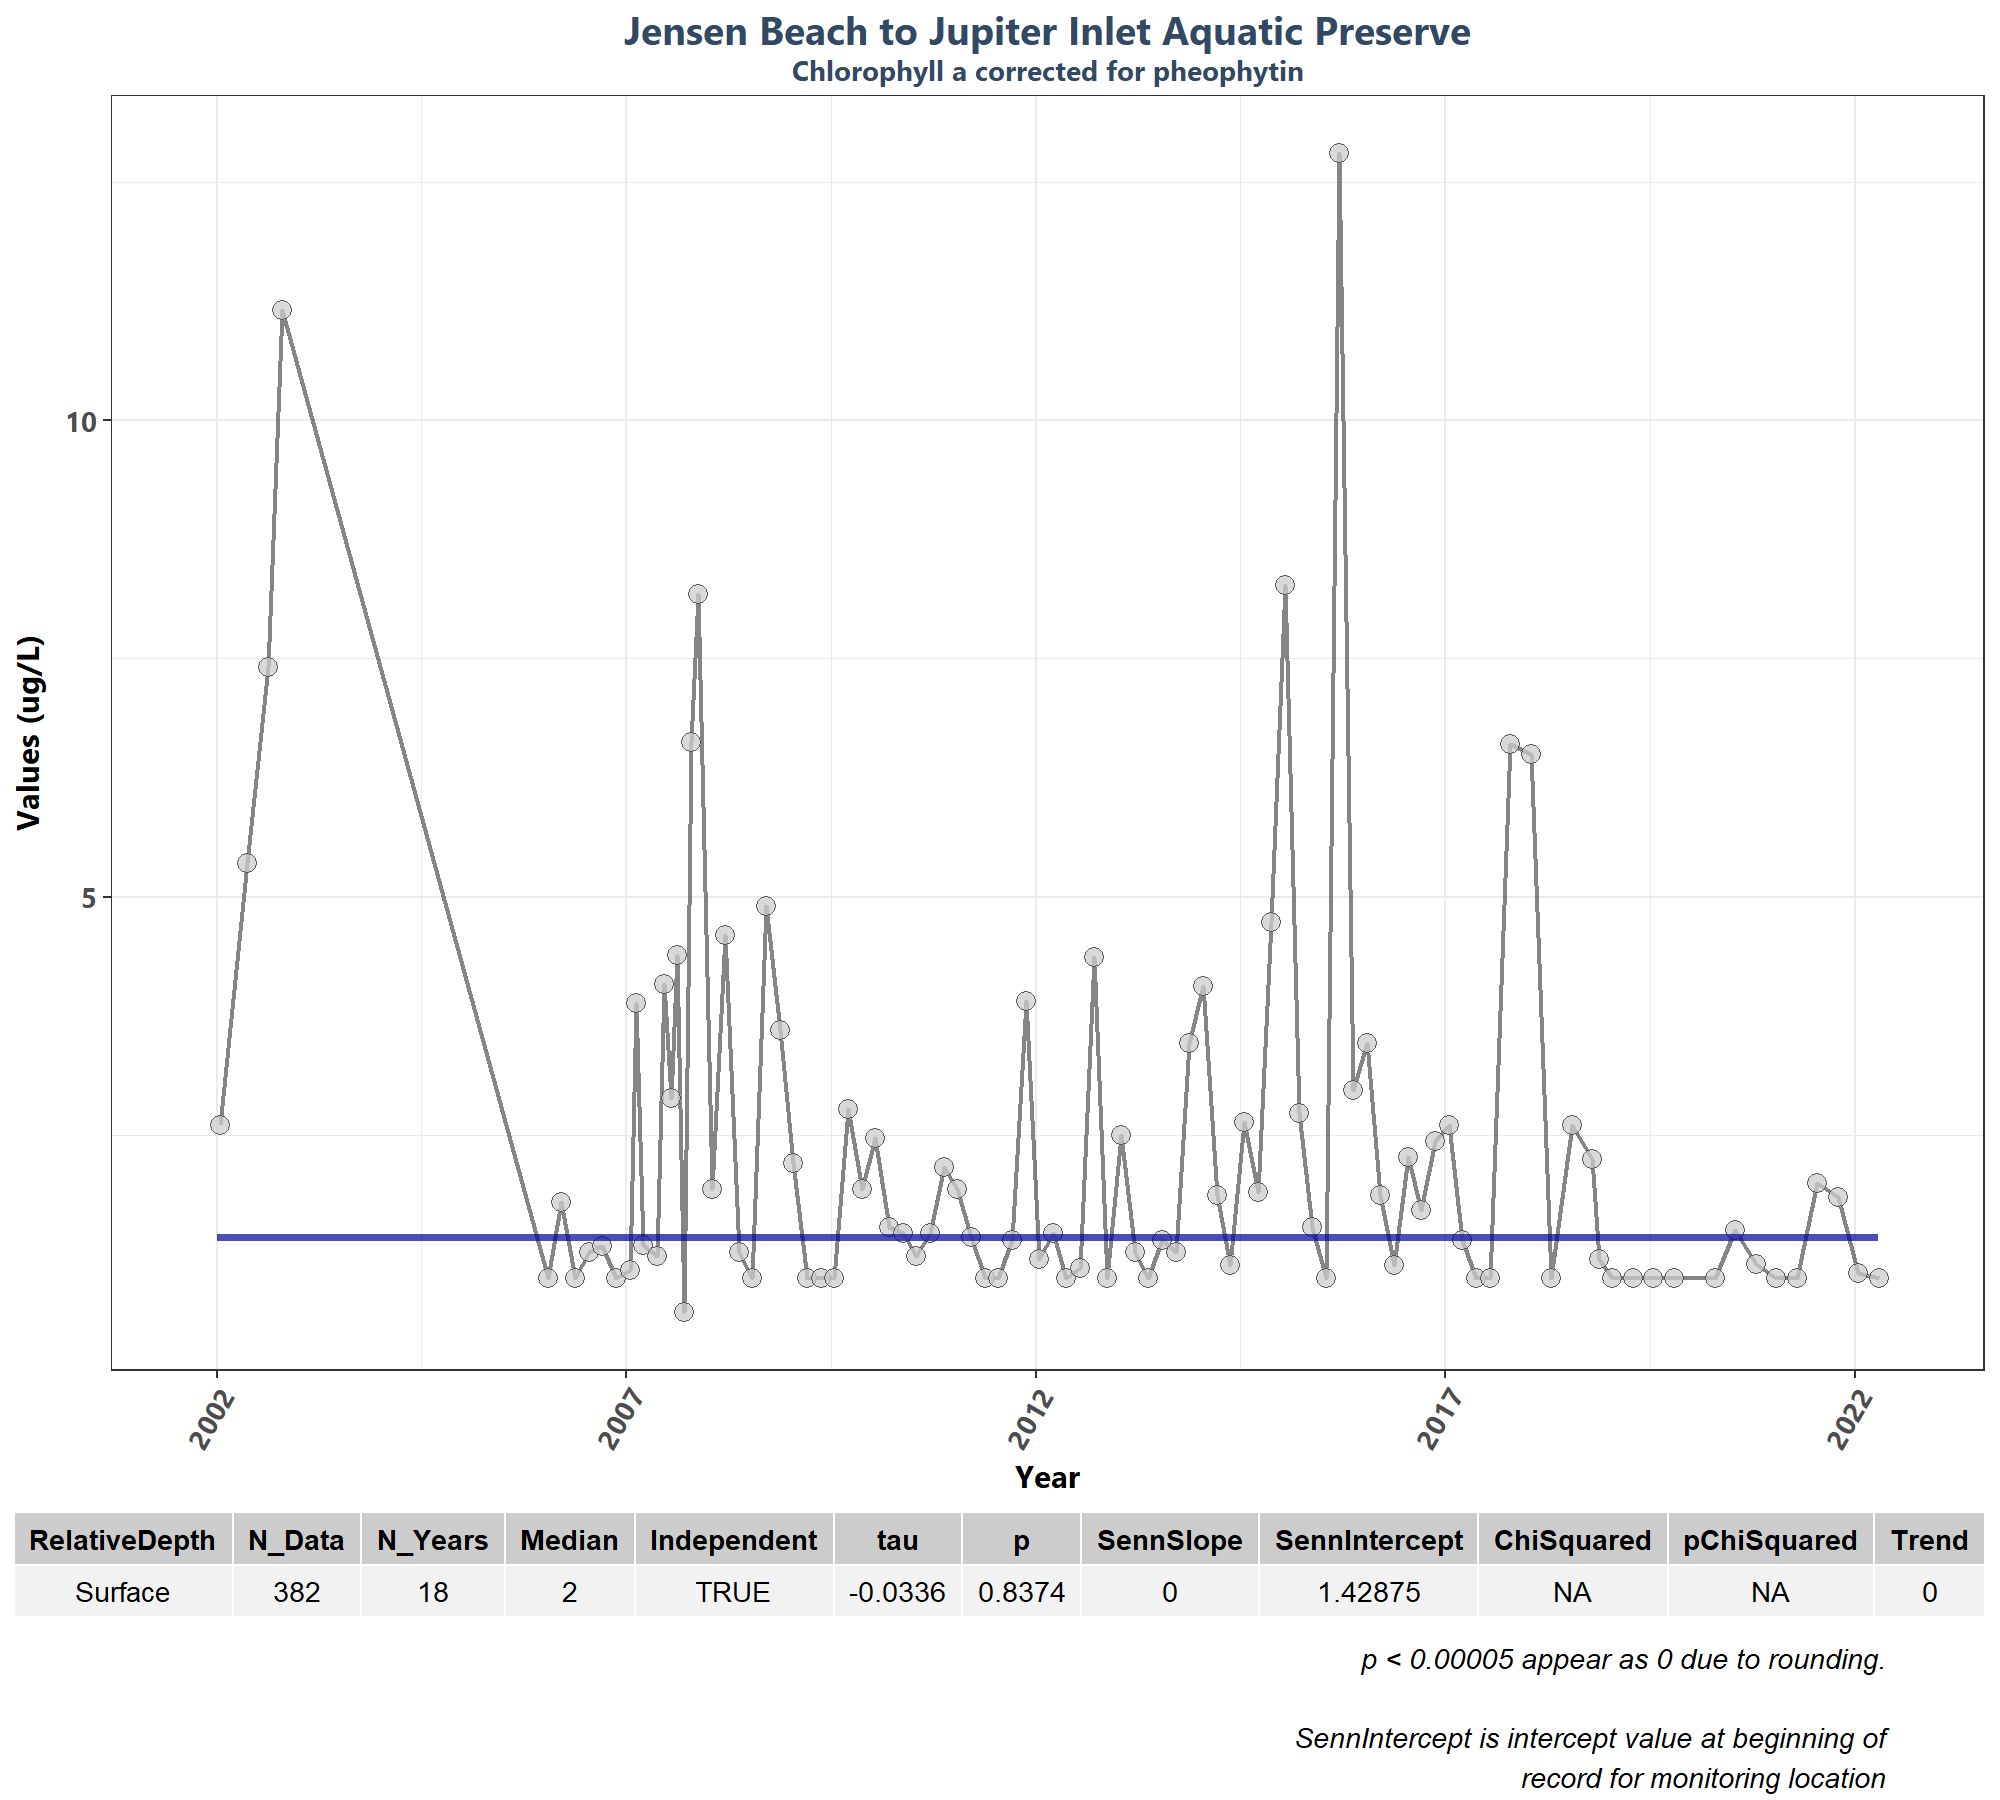 Jensen Beach to Jupiter Inlet Aquatic Preserve
Chlorophyll a corrected for pheophytin
Values (ug/L)
10
5
2002
2007
2012
2017
2022
Year
RelativeDepth N_Data N_Years Median Independent tau p SennSlope SennIntercept ChiSquared pChiSquared Trend
Surface 382 18 2 TRUE -0.0336 0.8374 0 1.42875 NA NA 0
p < 0.00005 appear as 0 due to rounding.
SennIntercept is intercept value at beginning of
record for monitoring location